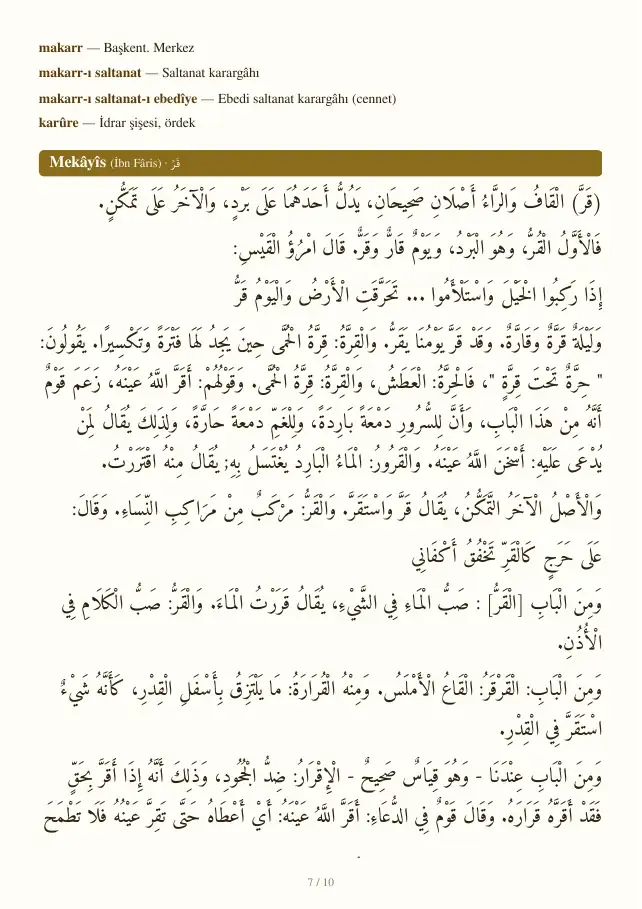 makarr — Başkent. Merkez
makarr-ı saltanat — Saltanat karargâhı
makarr-ı saltanat-ı ebedîye — Ebedi saltanat karargâhı (cennet)
karûre — İdrar şişesi, ördek
Mekâyîs (İbn Fâris) · قَرَّ
(قَرَّ) الْقَافُ وَالرَّاءُ أَصْلَانِ صَحِيحَانِ، يَدُلُّ أَحَدُهُمَا عَلَى بَرْدٍ، وَالْآخَرُ عَلَى تَمَكُّنٍ.
فَالْأَوَّلُ الْقُرُّ، وَهُوَ الْبَرْدُ، وَيَوْمٌ قَارٌّ وَقَرٌّ. قَالَ امْرُؤُ الْقَيْسِ:
إِذَا رَكِبُوا الْخَيْلَ وَاسْتَلْأَمُوا ... تَحَرَّقَتِ الْأَرْضُ وَالْيَوْمُ قَرُّ
وَلَيْلَةٌ قَرَّةٌ وَقَارَّةٌ. وَقَدْ قَرَّ يَوْمُنَا يَقَرُّ. وَالْقِرَّةُ: قِرَّةُ الْحُمَّى حِينَ يَجِدُ لَهَا فَتْرَةً وَتَكْسِيرًا. يَقُولُونَ:
" حِرَّةٌ تَحْتَ قِرَّةٍ "، فَالْحِرَّةُ: الْعَطَشُ، وَالْقِرَّةُ: قِرَّةُ الْحُمَّى. وَقَوْلُهُمْ: أَقَرَّ اللَّهُ عَيْنَهُ، زَعَمَ قَوْمٌ
أَنَّهُ مِنْ هَذَا الْبَابِ، وَأَنَّ لِلسُّرُورِ دَمْعَةً بَارِدَةً، وَلِلْغَمِّ دَمْعَةً حَارَّةً، وَلِذَلِكَ يُقَالُ لِمَنْ
يُدْعَى عَلَيْهِ: أَسْخَنَ اللَّهُ عَيْنَهُ. وَالْقَرُورُ: الْمَاءُ الْبَارِدُ يُغْتَسَلُ بِهِ; يُقَالُ مِنْهُ اقْتَرَرْتُ.
وَالْأَصْلُ الْآخَرُ التَّمَكُّنُ، يُقَالُ قَرَّ وَاسْتَقَرَّ. وَالْقَرُّ: مَرْكَبٌ مِنْ مَرَاكِبِ النِّسَاءِ. وَقَالَ:
عَلَى حَرَجٍ كَالْقَرِّ تَخْفُقُ أَكْفَانِي
وَمِنَ الْبَابِ [الْقَرُّ] : صَبُّ الْمَاءِ فِي الشَّيْءِ، يُقَالُ قَرَرْتُ الْمَاءَ. وَالْقَرُّ: صَبُّ الْكَلَامِ فِي
الْأُذُنِ.
وَمِنَ الْبَابِ: الْقَرْقَرُ: الْقَاعُ الْأَمْلَسُ. وَمِنْهُ الْقُرَارَةُ: مَا يَلْتَزِقُ بِأَسْفَلِ الْقِدْرِ، كَأَنَّهُ شَيْءٌ
اسْتَقَرَّ فِي الْقِدْرِ.
وَمِنَ الْبَابِ عِنْدَنَا - وَهُوَ قِيَاسٌ صَحِيحٌ - الْإِقْرَارُ: ضِدُّ الْجُحُودِ، وَذَلِكَ أَنَّهُ إِذَا أَقَرَّ بِحَقٍّ
فَقَدْ أَقَرَّهُ قَرَارَهُ. وَقَالَ قَوْمٌ فِي الدُّعَاءِ: أَقَرَّ اللَّهُ عَيْنَهُ: أَيْ أَعْطَاهُ حَتَّى تَقِرَّ عَيْنُهُ فَلَا تَطْمَحَ
7 / 10